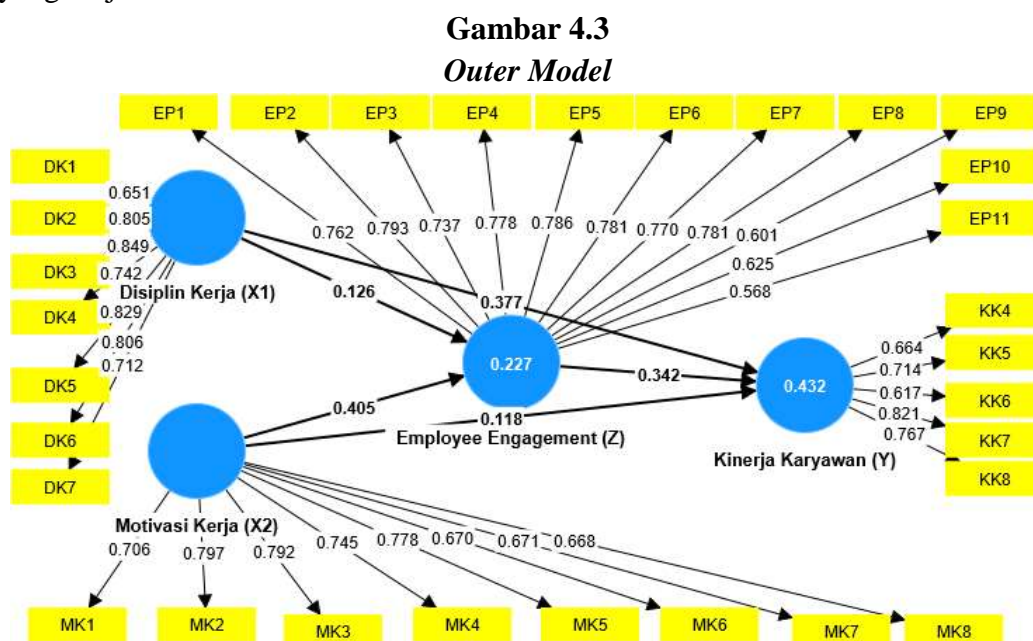 Gambar 4.3
Outer Model
EP1 EP2 EP3 EP4 EP5 EP6 EP7 EP8 EP9
DK1 EP10
0.651
DK2 0.805 EP11
0.762 0.793 0.737 0.778 0.786 0.781 0.770 0.781 0.601
0.849
DK3 0.742 0.625
Disiplin Kerja (X1) 0.126 0.377 0.568
DK4 0.829 KK4
0.806 0.664 KK5
0.712 0.227 0.342 0.432 0.714
DK5 0.617 KK6
0.405 0.118 0.821
DK6 Employee Engagement (Z) 0.767 KK7
Kinerja Karyawan (Y)
DK7 KK8
Motivasi Kerja (X2)
0.706 0.797 0.792 0.745 0.778 0.670 0.671 0.668
MK1 MK2 MK3 MK4 MK5 MK6 MK7 MK8